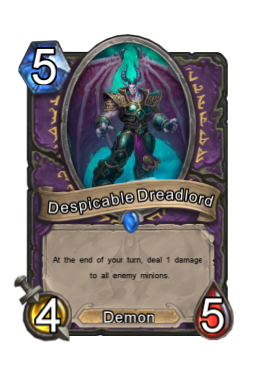 5
Despicable Dreadlord
At the end of your turn, deal 1 damage
to all enemy minions.
4
Demon
5